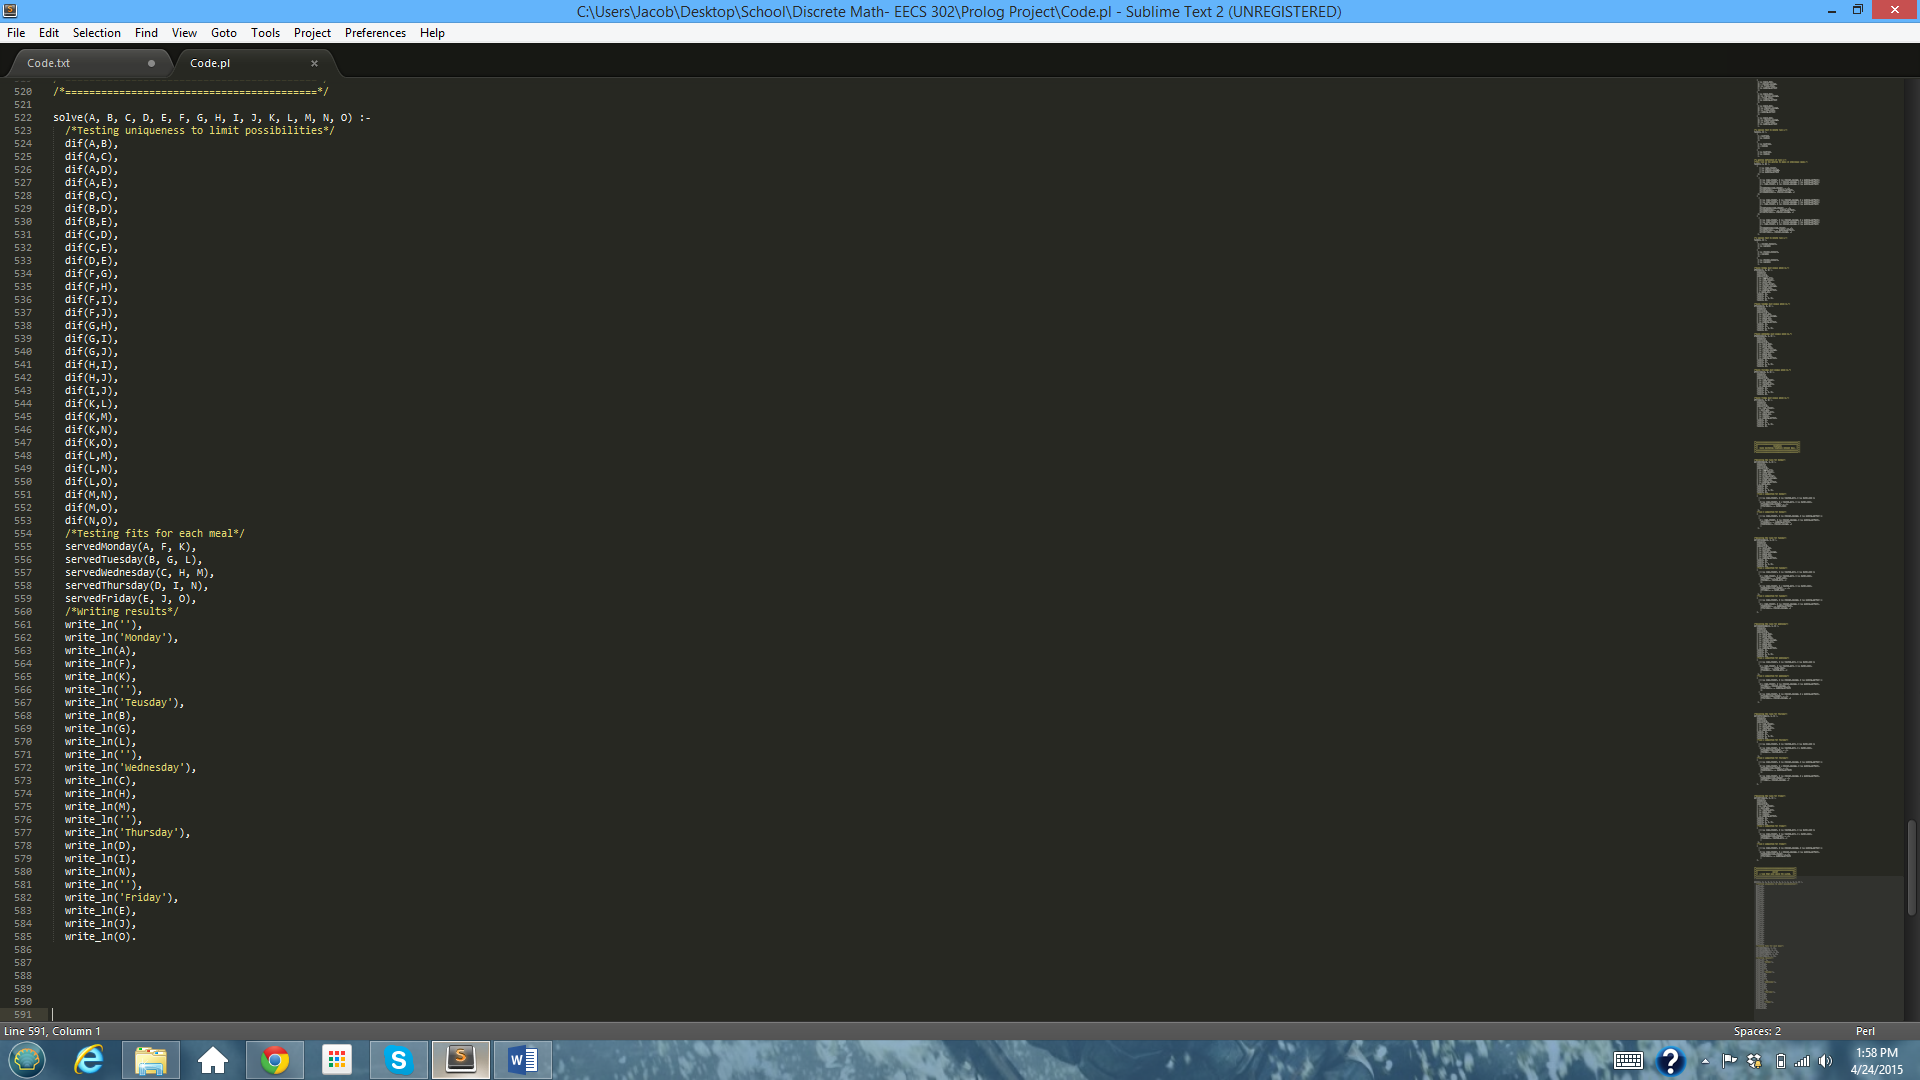 C:\Users\Jacob\Desktop\School\Discrete Math- EECS 302\Prolog Project\Code.pl - Sublime Text 2 (UNREGISTERED)
File Edit Selection Find View Goto Tools Project Preferences Help
Code.txt Code.pl
520 /*==========================================*/
521
522 solve(A, B, C, D, E, F, G, H, I, J, K, L, M, N, O) :-
523 /*Testing uniqueness to limit possibilities*/
524 dif(A,B),
525 dif(A,C),
526 dif(A,D),
527 dif(A,E),
528 dif(B,C),
529 dif(B,D),
530 dif(B,E),
531 dif(C,D),
532 dif(C,E),
533 dif(D,E),
534 dif(F,G),
535 dif(F,H),
536 dif(F,I),
537 dif(F,J),
538 dif(G,H),
539 dif(G,I),
540 dif(G,J),
541 dif(H,I),
542 dif(H,J),
543 dif(I,J),
544 dif(K,L),
545 dif(K,M),
546 dif(K,N),
547 dif(K,O),
548 dif(L,M),
549 dif(L,N),
550 dif(L,O),
551 dif(M,N),
552 dif(M,O),
553 dif(N,O),
554 /*Testing fits for each meal*/
555 servedMonday(A, F, K),
556 servedTuesday(B, G, L),
557 servedWednesday(C, H, M),
558 servedThursday(D, I, N),
559 servedFriday(E, J, O),
560 /*Writing results*/
561 write_ln(''),
562 write_ln('Monday'),
563 write_ln(A),
564 write_ln(F),
565 write_ln(K),
566 write_ln(''),
567 write_ln('Teusday'),
568 write_ln(B),
569 write_ln(G),
570 write_ln(L),
571 write_ln(''),
572 write_ln('Wednesday'),
573 write_ln(C),
574 write_ln(H),
575 write_ln(M),
576 write_ln(''),
577 write_ln('Thursday'),
578 write_ln(D),
579 write_ln(I),
580 write_ln(N),
581 write_ln(''),
582 write_ln('Friday'),
583 write_ln(E),
584 write_ln(J),
585 write_ln(O).
586
587
588
589
590
591
Line 591, Column 1 Spaces: 2 Perl
1:58 PM
4/24/2015